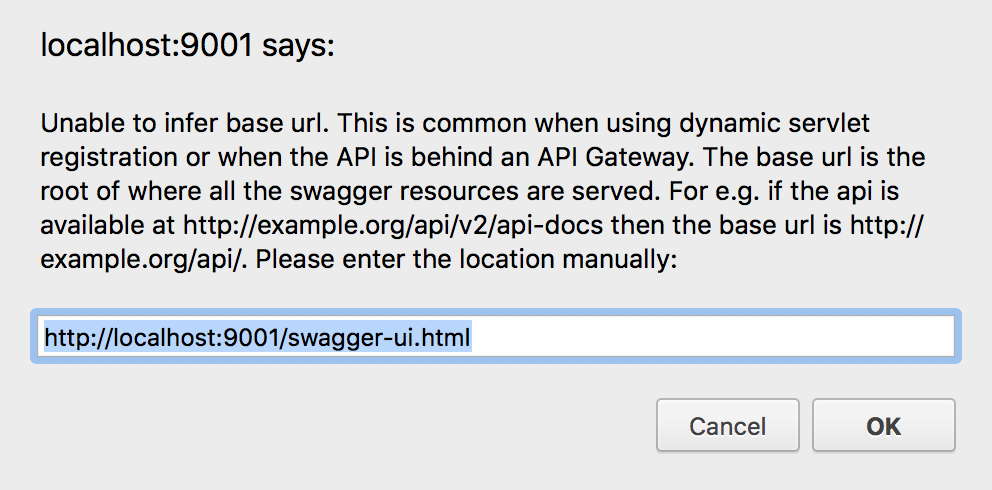 localhost:9001 says:
Unable to infer base url. This is common when using dynamic servlet
registration or when the API is behind an API Gateway. The base url is the
root of where all the swagger resources are served. For e.g. if the api is
available at http://example.org/api/v2/api-docs then the base url is http://
example.org/api/. Please enter the location manually:
http://localhost:9001/swagger-ui.html
Cancel
OK